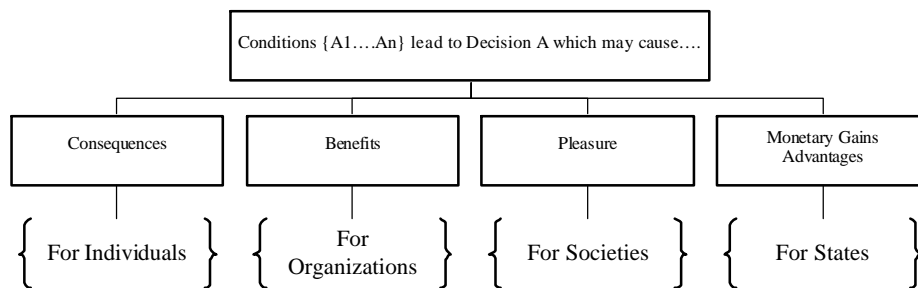 Conditions {A1….An} lead to Decision A which may cause….
Consequences
Benefits
Pleasure
Monetary Gains
Advantages
For Individuals
For
Organizations
For Societies
For States